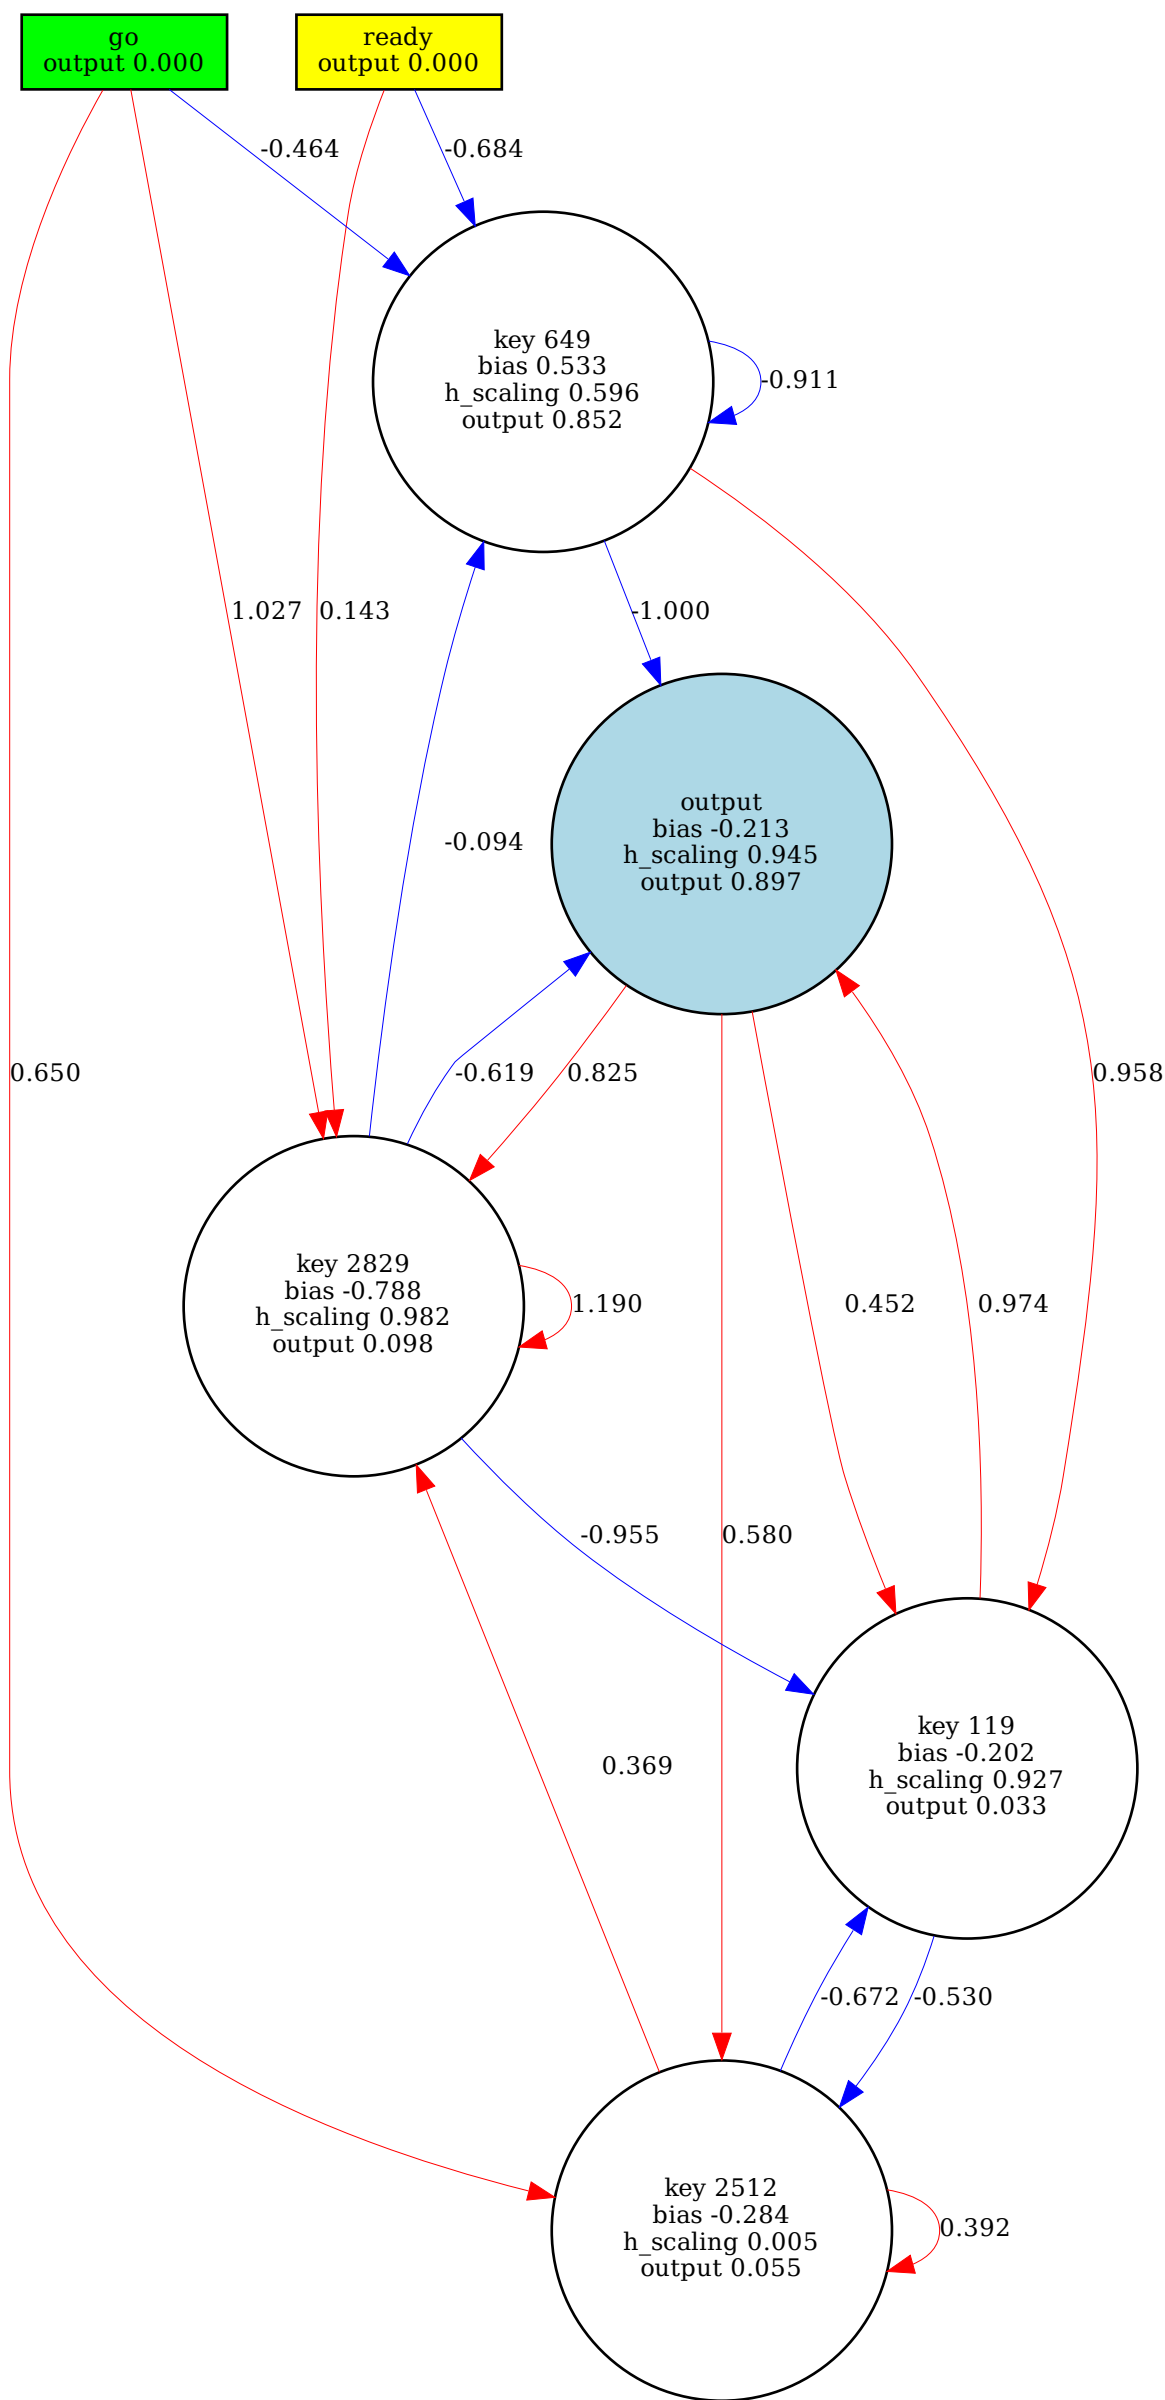 go
output 0.000
ready
output 0.000
-0.464
-0.684
key 649
bias 0.533
h_scaling 0.596
output 0.852
-0.911
1.027
0.143
-1.000
output
bias -0.213
h_scaling 0.945
output 0.897
-0.094
0.650
-0.619
0.825
0.958
key 2829
bias -0.788
h_scaling 0.982
output 0.098
1.190
0.452
0.974
-0.955
0.580
key 119
bias -0.202
h_scaling 0.927
output 0.033
0.369
-0.672
-0.530
key 2512
bias -0.284
h_scaling 0.005
output 0.055
0.392